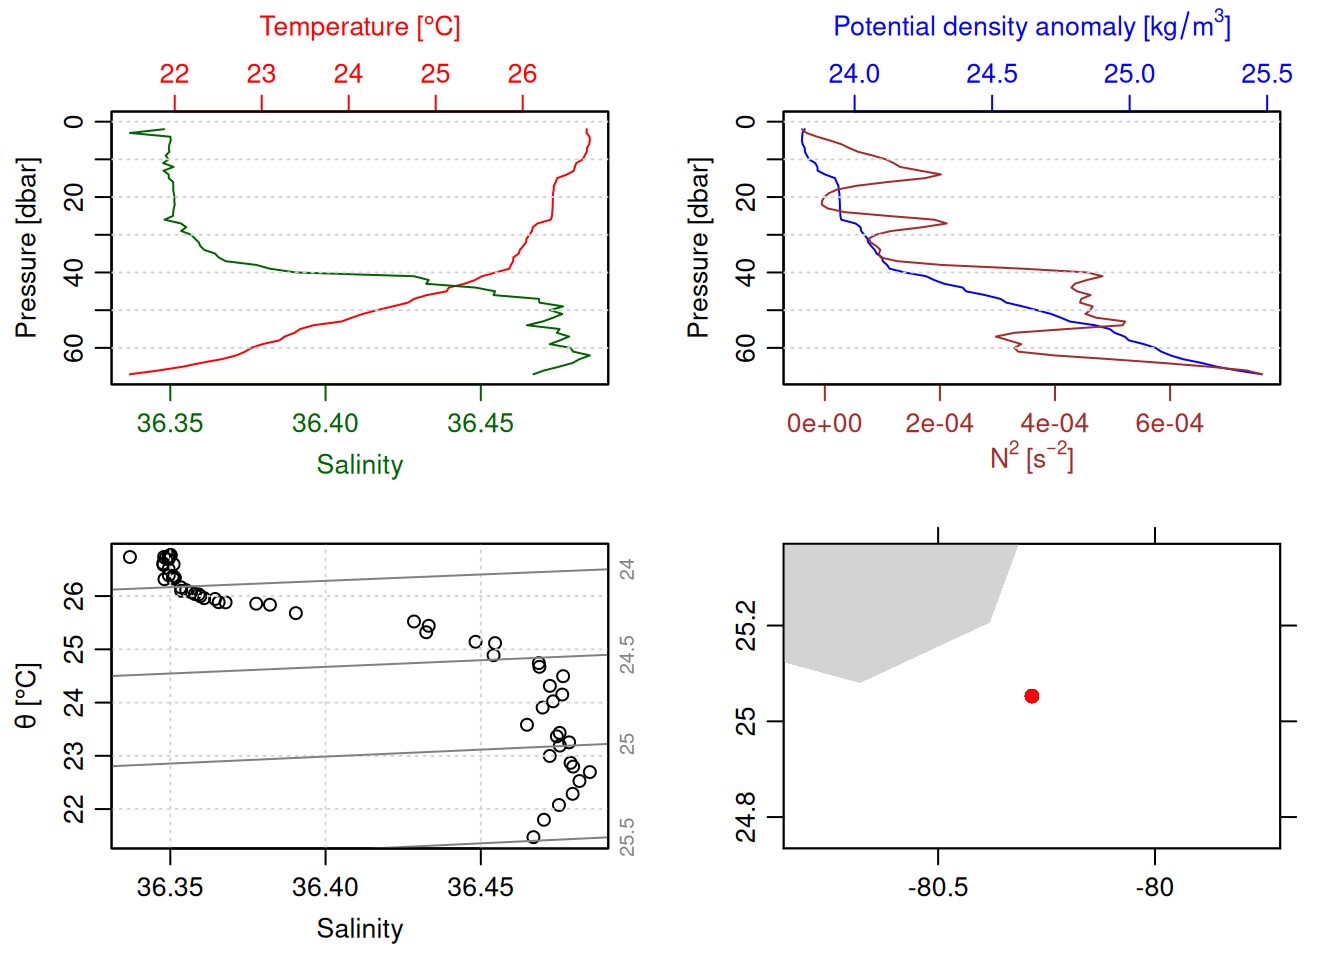 Temperature [°C]
22 23 24 25 26
Pressure [dbar]
0 20 40 60
36.35 36.40 36.45
Salinity
Potential density anomaly [kg/m³]
24.0 24.5 25.0 25.5
Pressure [dbar]
0 20 40 60
0e+00 2e-04 4e-04 6e-04
N² [s⁻²]
θ [°C]
26 25 24 23 22
24
24.5
25
25.5
36.35 36.40 36.45
Salinity
25.2
25
24.8
-80.5 -80